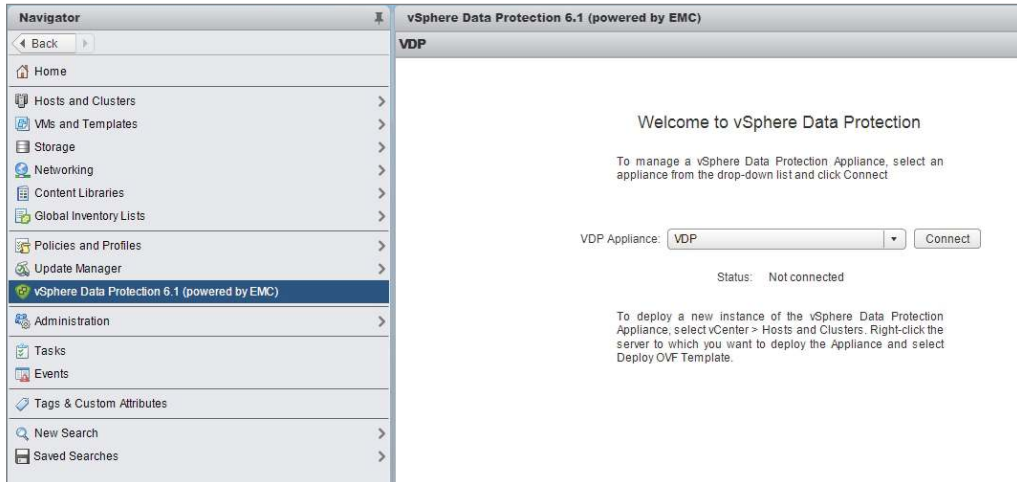 Navigator
Back
Home
Hosts and Clusters
VMs and Templates
Storage
Networking
Content Libraries
Global Inventory Lists
Policies and Profiles
Update Manager
vSphere Data Protection 6.1 (powered by EMC)
Administration
Tasks
Events
Tags & Custom Attributes
New Search
Saved Searches
vSphere Data Protection 6.1 (powered by EMC)
VDP
Welcome to vSphere Data Protection
To manage a vSphere Data Protection Appliance, select an
appliance from the drop-down list and click Connect
VDP Appliance: VDP Connect
Status: Not connected
To deploy a new instance of the vSphere Data Protection
Appliance, select vCenter > Hosts and Clusters. Right-click the
server to which you want to deploy the Appliance and select
Deploy OVF Template.